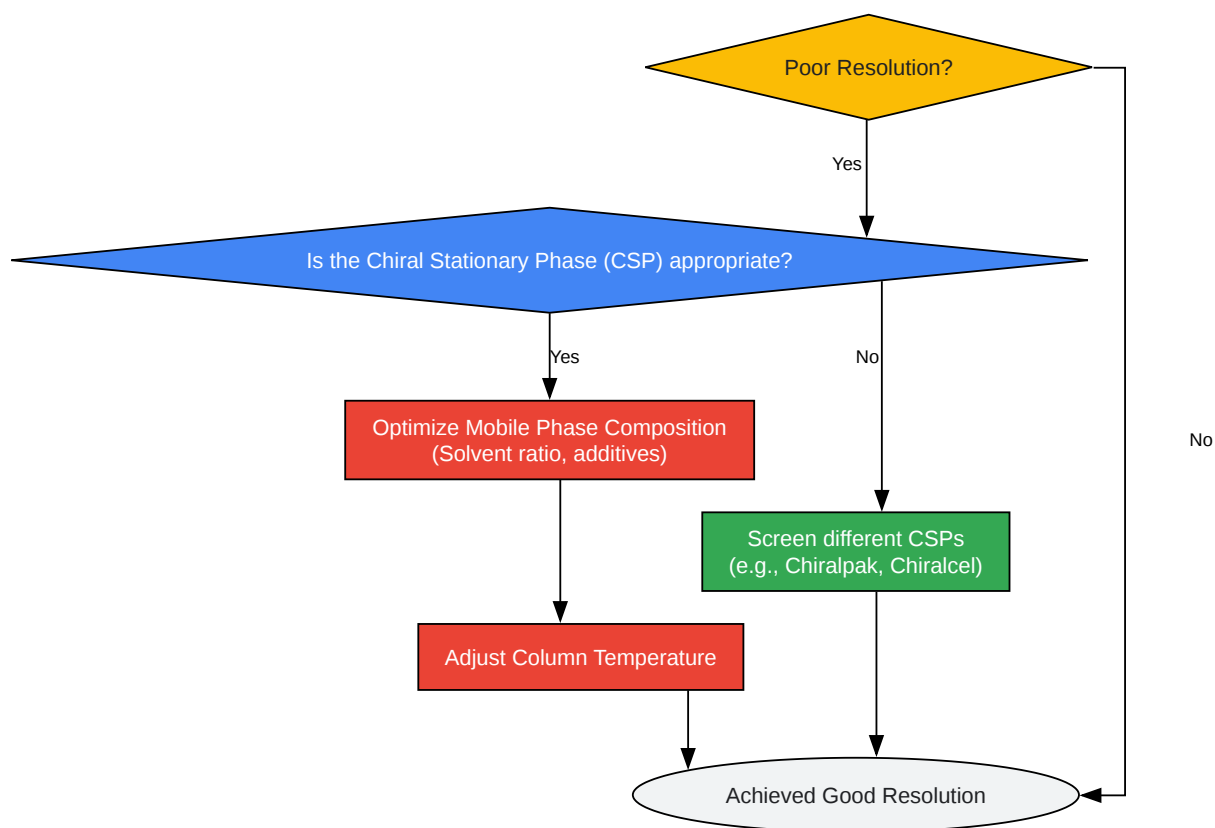 Poor Resolution?
Yes
Is the Chiral Stationary Phase (CSP) appropriate?
Yes
No
Optimize Mobile Phase Composition
(Solvent ratio, additives)
No
Screen different CSPs
(e.g., Chiralpak, Chiralcel)
Adjust Column Temperature
Achieved Good Resolution